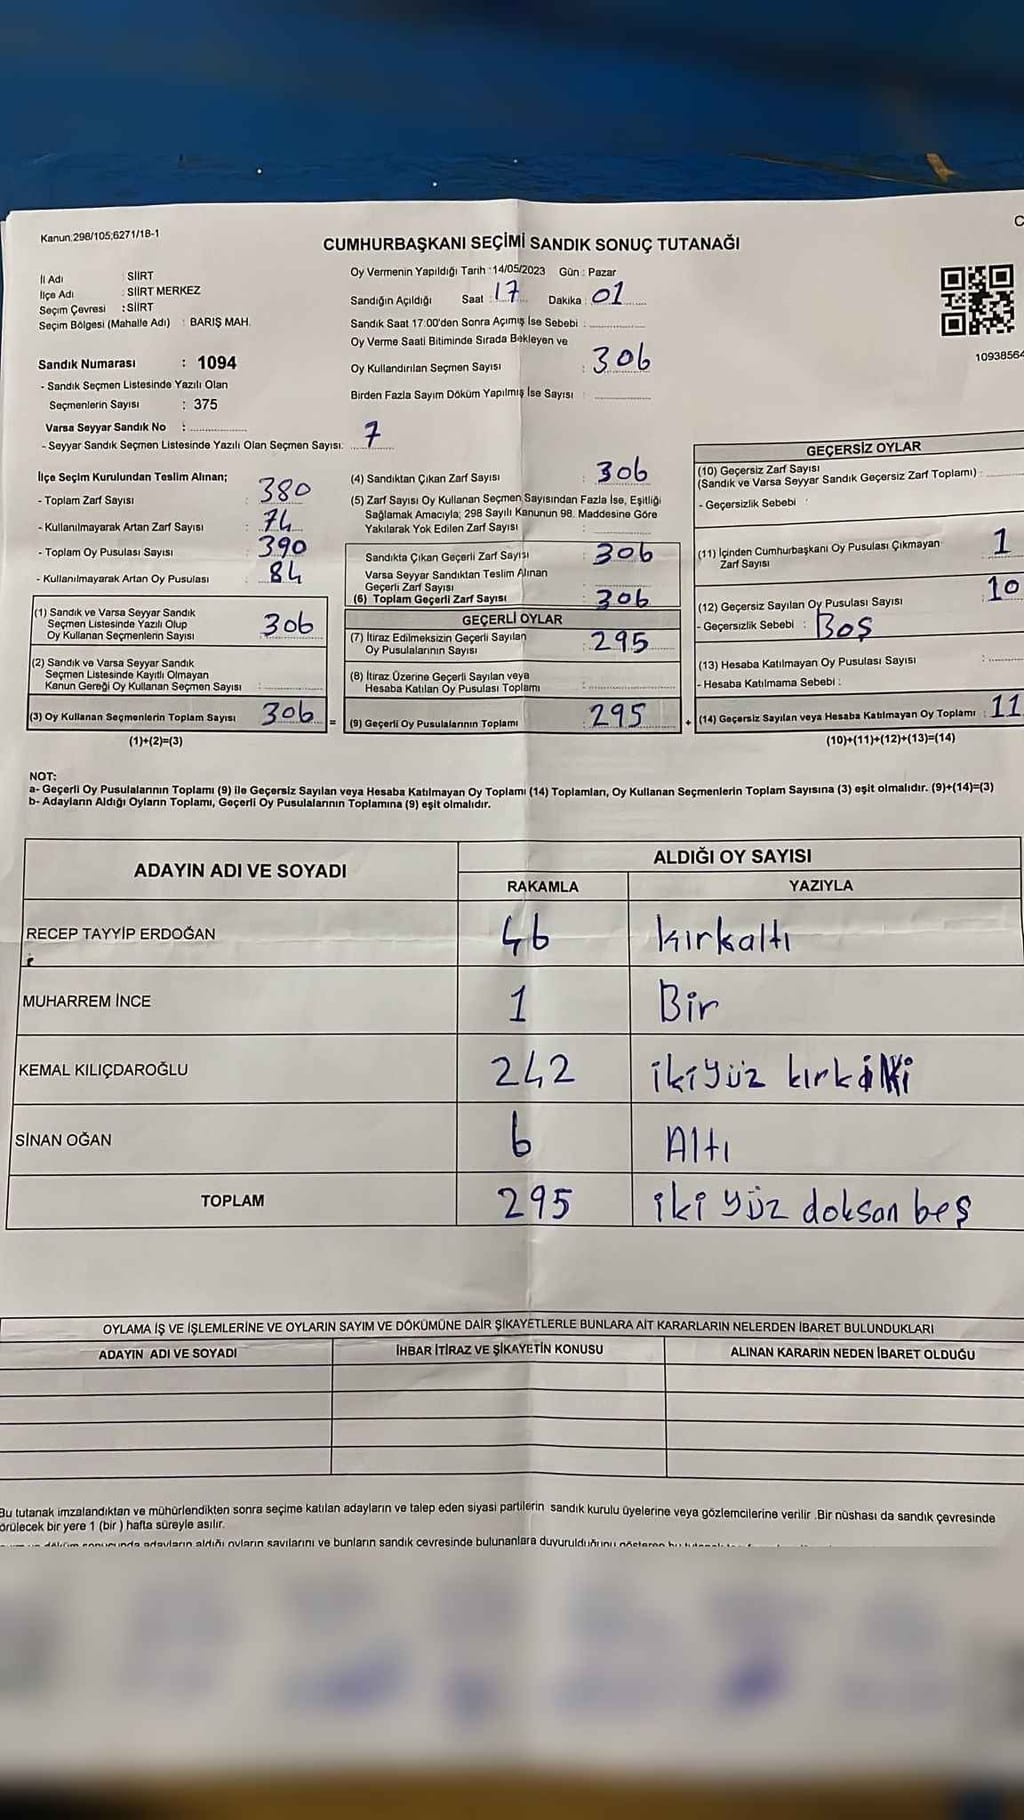 Kanun,298/105;6271/18-1
CUMHURBAŞKANI SEÇİMİ SANDIK SONUÇ TUTANAĞI
İl Adı : SİİRT
İlçe Adı : SİİRT MERKEZ
Seçim Çevresi : SİİRT
Seçim Bölgesi (Mahalle Adı) : BARIŞ MAH.
Sandık Numarası : 1094
- Sandık Seçmen Listesinde Yazılı Olan
Seçmenlerin Sayısı : 375
Varsa Seyyar Sandık No :
- Seyyar Sandık Seçmen Listesinde Yazılı Olan Seçmen Sayısı: 7
Oy Vermenin Yapıldığı Tarih : 14/05/2023 Gün : Pazar
Sandığın Açıldığı Saat : 17 Dakika : 01
Sandık Saat 17:00'den Sonra Açımış İse Sebebi :
Oy Verme Saati Bitiminde Sırada Bekleyen ve
Oy Kullandırılan Seçmen Sayısı : 306
Birden Fazla Sayım Döküm Yapılmış İse Sayısı :
10938564
İlçe Seçim Kurulundan Teslim Alınan;
- Toplam Zarf Sayısı : 380
- Kullanılmayarak Artan Zarf Sayısı : 74
- Toplam Oy Pusulası Sayısı : 390
- Kullanılmayarak Artan Oy Pusulası : 84
(1) Sandık ve Varsa Seyyar Sandık
Seçmen Listesinde Yazılı Olup
Oy Kullanan Seçmenlerin Sayısı : 306
(2) Sandık ve Varsa Seyyar Sandık
Seçmen Listesinde Kayıtlı Olmayan
Kanun Gereği Oy Kullanan Seçmen Sayısı :
(3) Oy Kullanan Seçmenlerin Toplam Sayısı 306 =
(1)+(2)=(3)
(4) Sandıktan Çıkan Zarf Sayısı : 306
(5) Zarf Sayısı Oy Kullanan Seçmen Sayısından Fazla İse, Eşitliği
Sağlamak Amacıyla; 298 Sayılı Kanunun 98. Maddesine Göre
Yakılarak Yok Edilen Zarf Sayısı :
Sandıkta Çıkan Geçerli Zarf Sayısı : 306
Varsa Seyyar Sandıktan Teslim Alınan
Geçerli Zarf Sayısı
(6) Toplam Geçerli Zarf Sayısı : 306
GEÇERLİ OYLAR
(7) İtiraz Edilmeksizin Geçerli Sayılan
Oy Pusulalarının Sayısı : 295
(8) İtiraz Üzerine Geçerli Sayılan veya
Hesaba Katılan Oy Pusulası Toplamı :
(9) Geçerli Oy Pusulalarının Toplamı : 295 +
GEÇERSİZ OYLAR
(10) Geçersiz Zarf Sayısı
(Sandık ve Varsa Seyyar Sandık Geçersiz Zarf Toplamı) :
- Geçersizlik Sebebi :
(11) İçinden Cumhurbaşkanı Oy Pusulası Çıkmayan
Zarf Sayısı : 1
(12) Geçersiz Sayılan Oy Pusulası Sayısı : 10
- Geçersizlik Sebebi : Boş
(13) Hesaba Katılmayan Oy Pusulası Sayısı :
- Hesaba Katılmama Sebebi :
(14) Geçersiz Sayılan veya Hesaba Katılmayan Oy Toplamı : 11
(10)+(11)+(12)+(13)=(14)
NOT:
a- Geçerli Oy Pusulalarının Toplamı (9) ile Geçersiz Sayılan veya Hesaba Katılmayan Oy Toplamı (14) Toplamları, Oy Kullanan Seçmenlerin Toplam Sayısına (3) eşit olmalıdır. (9)+(14)=(3)
b- Adayların Aldığı Oyların Toplamı, Geçerli Oy Pusulalarının Toplamına (9) eşit olmalıdır.
ADAYIN ADI VE SOYADI ALDIĞI OY SAYISI
RAKAMLA YAZIYLA
RECEP TAYYİP ERDOĞAN 46 kırkaltı
MUHARREM İNCE 1 Bir
KEMAL KILIÇDAROĞLU 242 ikiyüz kırkiki
SİNAN OĞAN 6 Altı
TOPLAM 295 iki yüz doksan beş
OYLAMA İŞ VE İŞLEMLERİNE VE OYLARIN SAYIM VE DÖKÜMÜNE DAİR ŞİKAYETLERLE BUNLARA AİT KARARLARIN NELERDEN İBARET BULUNDUKLARI
ADAYIN ADI VE SOYADI İHBAR İTİRAZ VE ŞİKAYETİN KONUSU ALINAN KARARIN NEDEN İBARET OLDUĞU
Bu tutanak imzalandıktan ve mühürlendikten sonra seçime katılan adayların ve talep eden siyasi partilerin sandık kurulu üyelerine veya gözlemcilerine verilir .Bir nüshası da sandık çevresinde
örülecek bir yere 1 (bir ) hafta süreyle asılır.
döküm sonucunda adayların aldığı oyların sayılarını ve bunların sandık çevresinde bulunanlara duyurulduğunu gösteren bu